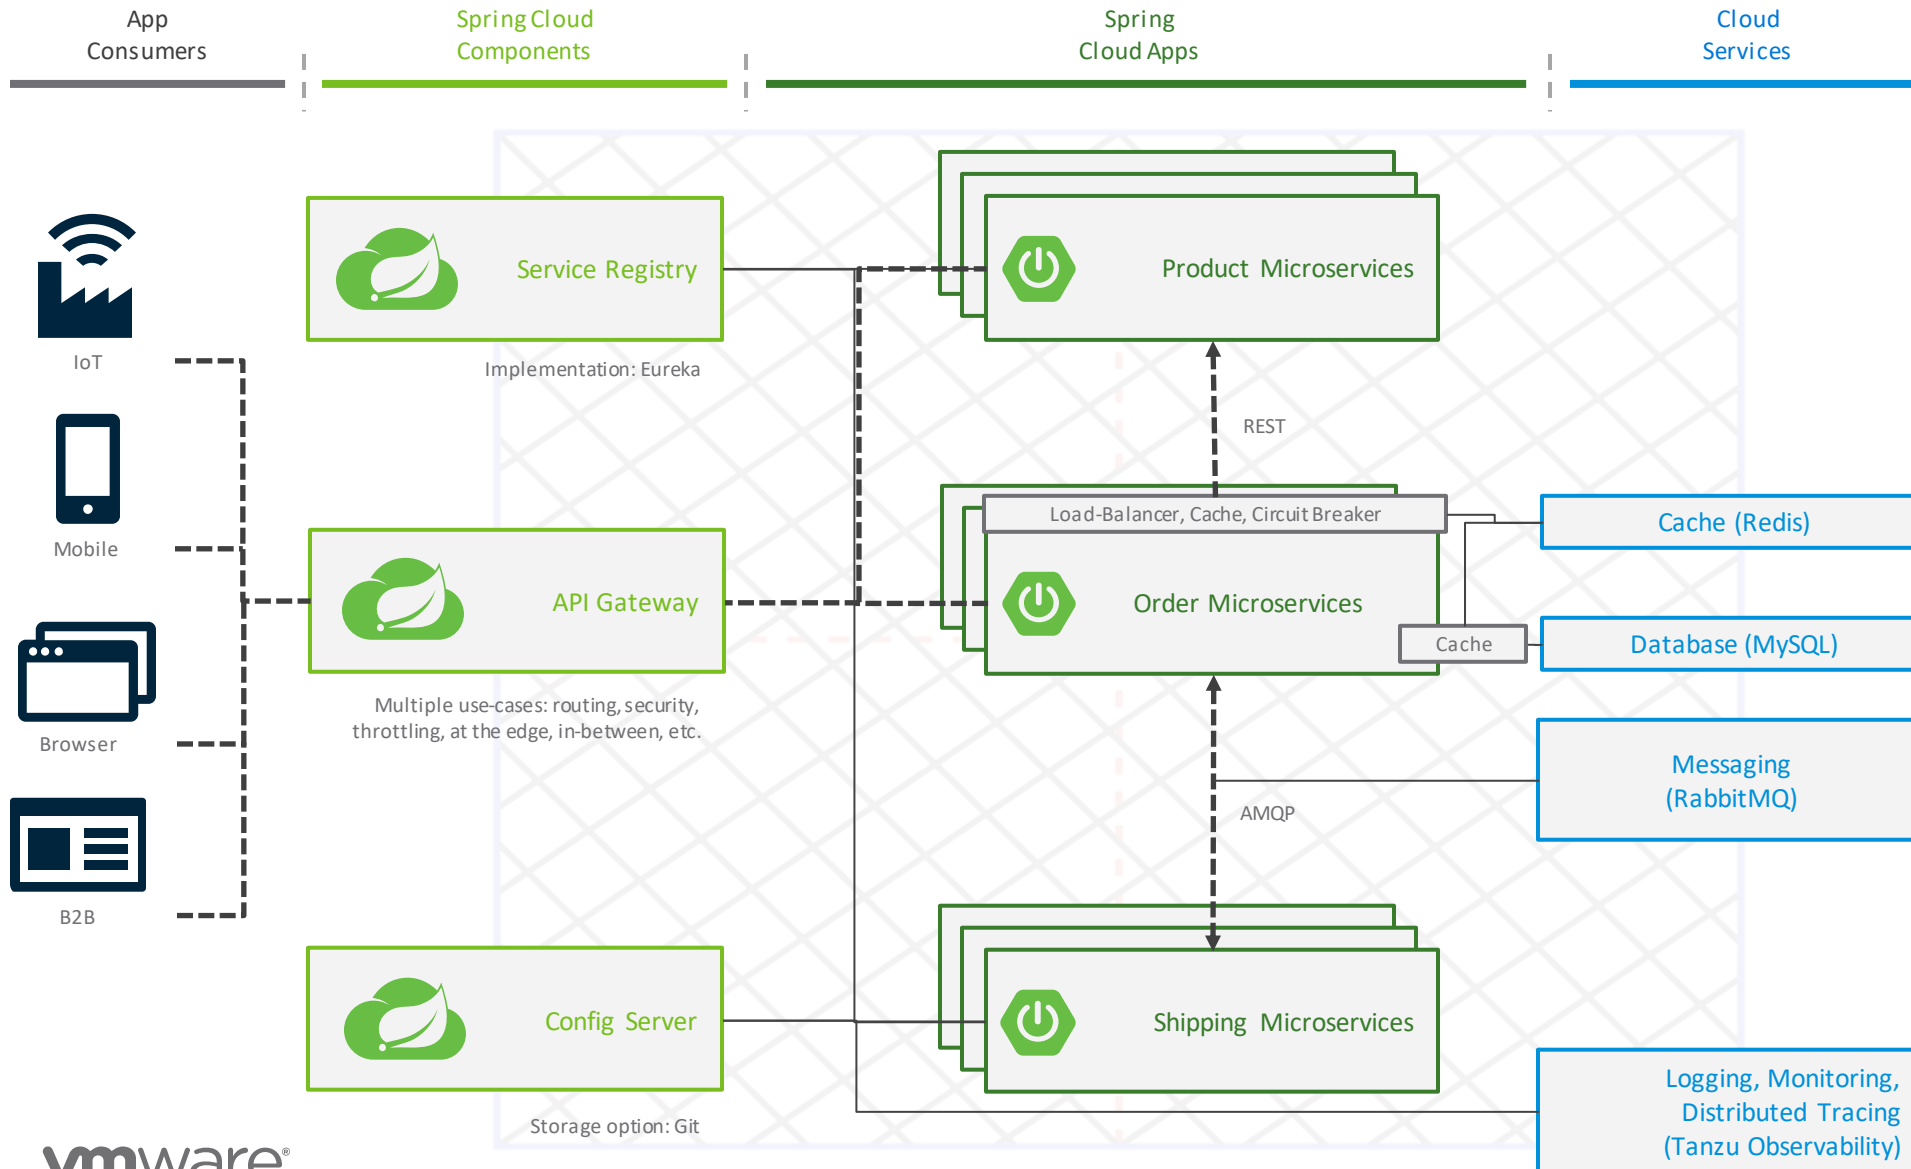 App
Consumers
Spring Cloud
Components
Spring
Cloud Apps
Cloud
Services
IoT
Mobile
Browser
B2B
Service Registry
Implementation: Eureka
API Gateway
Multiple use-cases: routing, security,
throttling, at the edge, in-between, etc.
Config Server
Storage option: Git
Product Microservices
REST
Load-Balancer, Cache, Circuit Breaker
Order Microservices
Cache
AMQP
Shipping Microservices
Cache (Redis)
Database (MySQL)
Messaging
(RabbitMQ)
Logging, Monitoring,
Distributed Tracing
(Tanzu Observability)
vmware®